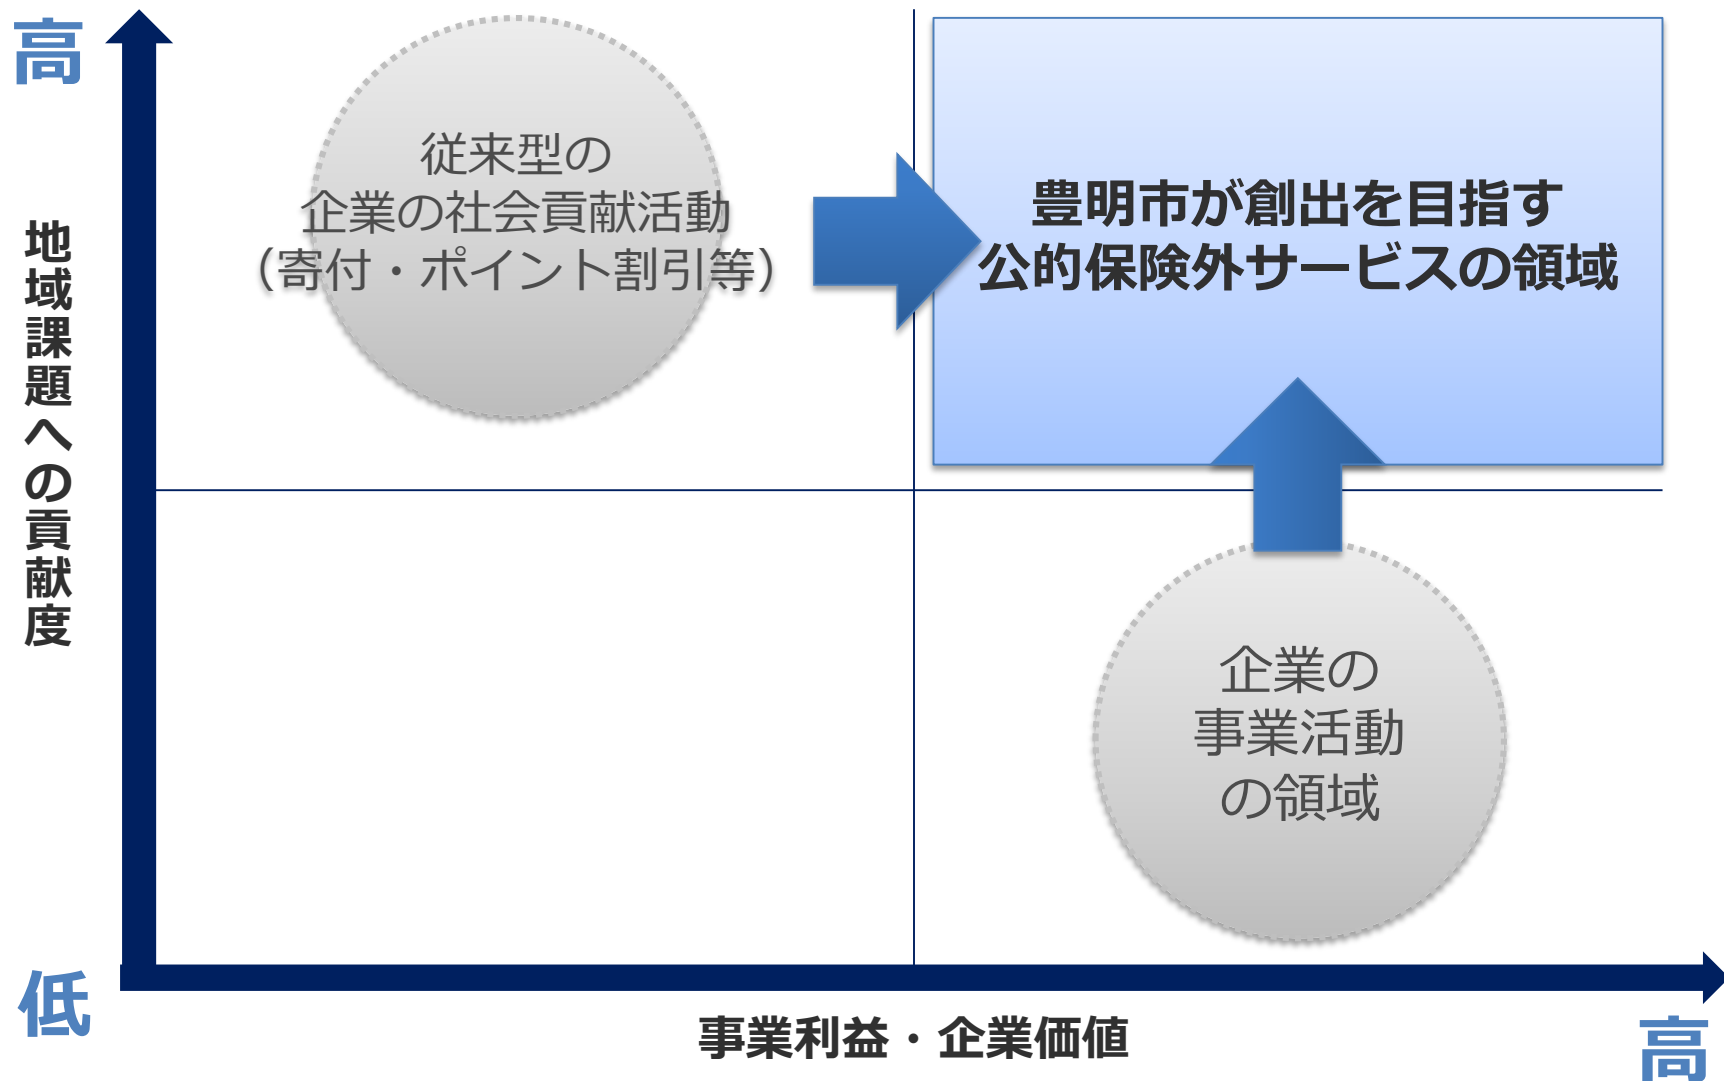 高
従来型の
企業の社会貢献活動
（寄付・ポイント割引等）
豊明市が創出を目指す
公的保険外サービスの領域
地域課題への貢献度
企業の
事業活動
の領域
低
事業利益・企業価値
高